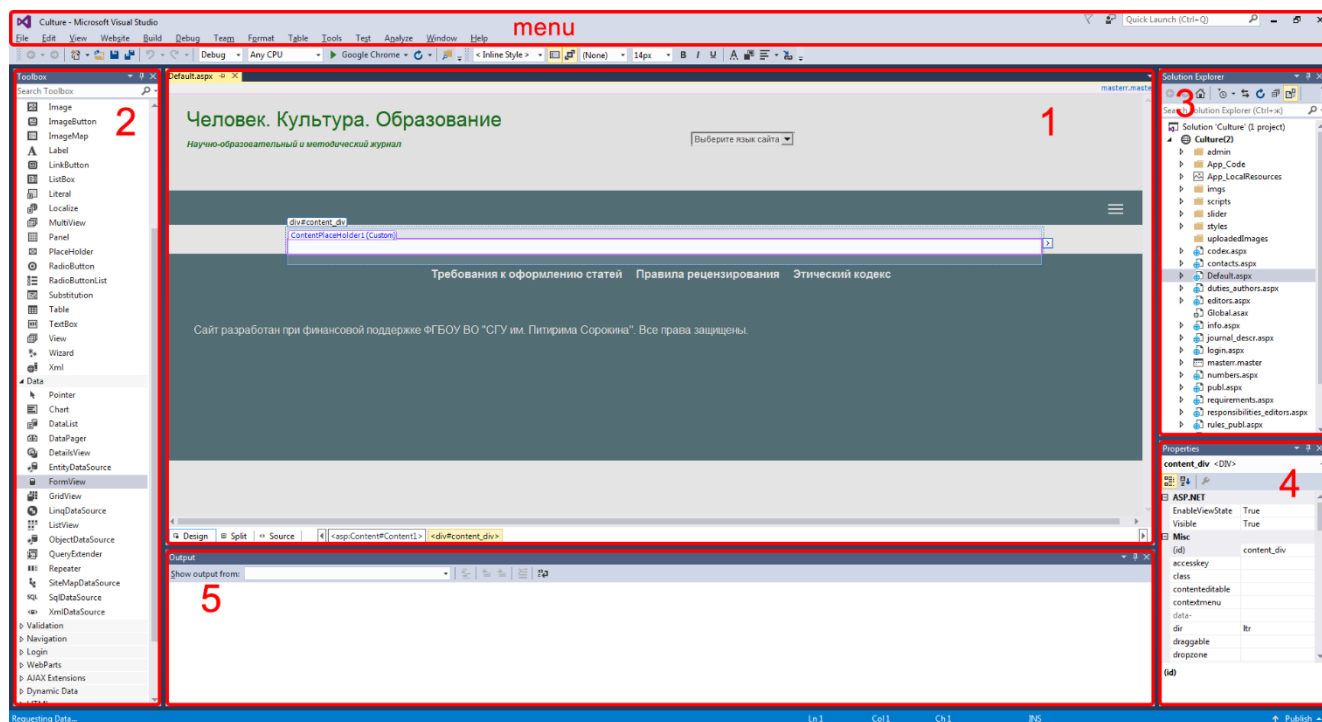 Culture - Microsoft Visual Studio
menu
Quick Launch (Ctrl+Q)
File Edit View Website Build Debug Team Format Table Tools Test Analyze Window Help
Debug Any CPU Google Chrome < Inline Style > (None) 14px B I U
Toolbox
Search Toolbox
2
Image
ImageButton
ImageMap
Label
LinkButton
ListBox
Literal
Localize
MultiView
Panel
PlaceHolder
RadioButton
RadioButtonList
Substitution
Table
TextBox
View
Wizard
Xml
Data
Pointer
Chart
DataList
DataPager
DetailsView
EntityDataSource
FormView
GridView
LinqDataSource
ListView
ObjectDataSource
QueryExtender
Repeater
SiteMapDataSource
SqlDataSource
XmlDataSource
Validation
Navigation
Login
WebParts
AJAX Extensions
Dynamic Data
Default.aspx
masterr.maste
1
Человек. Культура. Образование
Научно-образовательный и методический журнал
Выберите язык сайта
div#content_div
ContentPlaceHolder1 (Custom)
Требования к оформлению статей Правила рецензирования Этический кодекс
Сайт разработан при финансовой поддержке ФГБОУ ВО "СГУ им. Питирима Сорокина". Все права защищены.
Design Split Source <asp:Content#Content1> <div#content_div>
Output
Show output from:
5
Solution Explorer
3
Search Solution Explorer (Ctrl+ж)
Solution 'Culture' (1 project)
Culture(2)
admin
App_Code
App_LocalResources
imgs
scripts
slider
styles
uploadedImages
codex.aspx
contacts.aspx
Default.aspx
duties_authors.aspx
editors.aspx
Global.asax
info.aspx
journal_descr.aspx
login.aspx
masterr.master
numbers.aspx
publ.aspx
requirements.aspx
responsibilities_editors.aspx
rules_publ.aspx
Properties
content_div <DIV>
4
ASP.NET
EnableViewState True
Visible True
Misc
(id) content_div
accesskey
class
contenteditable
contextmenu
data-
dir ltr
draggable
dropzone
(id)
Requesting Data... Ln 1 Col 1 Ch 1 INS Publish